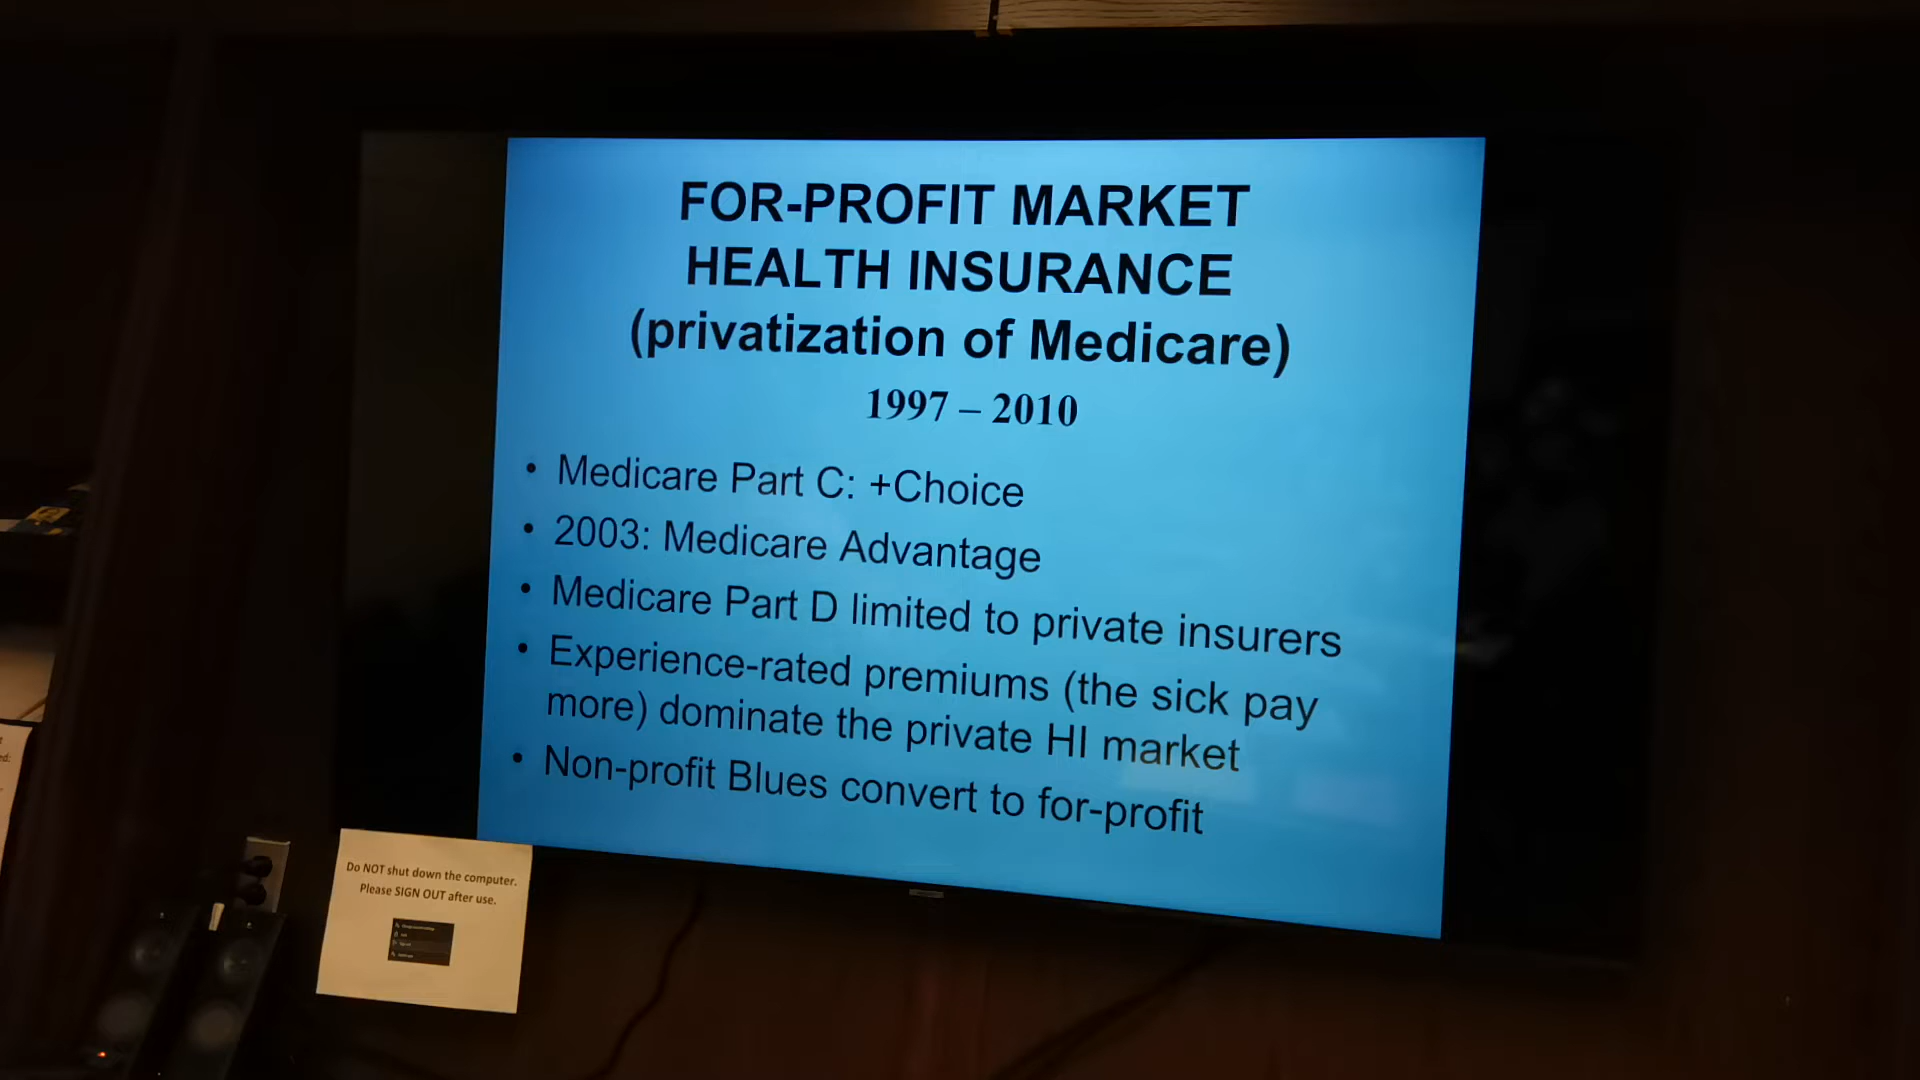 FOR-PROFIT MARKET
HEALTH INSURANCE
(privatization of Medicare)
1997 – 2010
• Medicare Part C: +Choice
• 2003: Medicare Advantage
• Medicare Part D limited to private insurers
• Experience-rated premiums (the sick pay
more) dominate the private HI market
• Non-profit Blues convert to for-profit
Do NOT shut down the computer.
Please SIGN OUT after use.